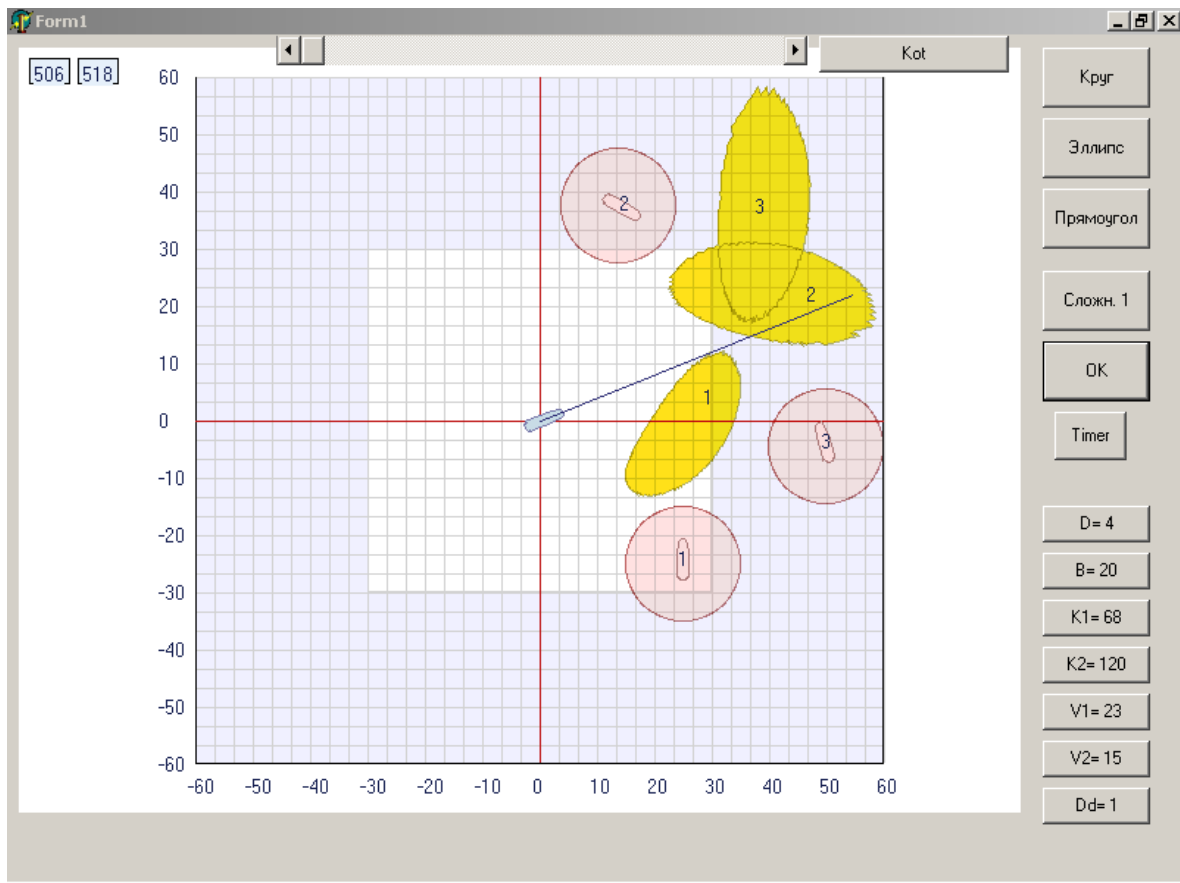 Form1
Kot
506 518
60
50
40
30
20
10
0
-10
-20
-30
-40
-50
-60
-60 -50 -40 -30 -20 -10 0 10 20 30 40 50 60
2
3
2
1
3
1
Круг
Эллипс
Прямоугол
Сложн. 1
OK
Timer
D= 4
B= 20
K1= 68
K2= 120
V1= 23
V2= 15
Dd= 1